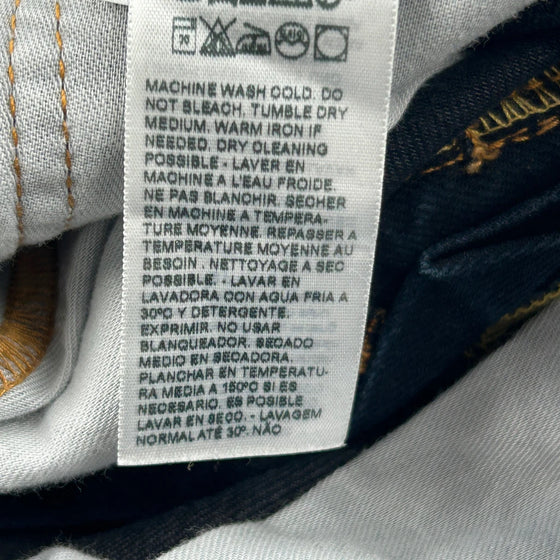 MACHINE WASH COLD. DO
NOT BLEACH. TUMBLE DRY
MEDIUM. WARM IRON IF
NEEDED. DRY CLEANING
POSSIBLE - LAVER EN
MACHINE A L'EAU FROIDE.
NE PAS BLANCHIR. SECHER
EN MACHINE A TEMPERA-
TURE MOYENNE. REPASSER A
TEMPERATURE MOYENNE AU
BESOIN . NETTOYAGE A SEC
POSSIBLE. - LAVAR EN
LAVADORA CON AGUA FRIA A
30ºC Y DETERGENTE.
EXPRIMIR. NO USAR
BLANQUEADOR. SECADO
MEDIO EN SECADORA.
PLANCHAR EN TEMPERATU-
RA MEDIA A 150ºC SI ES
NECESARIO. ES POSIBLE
LAVAR EN SECO. - LAVAGEM
NORMAL ATÉ 30º. NÃO